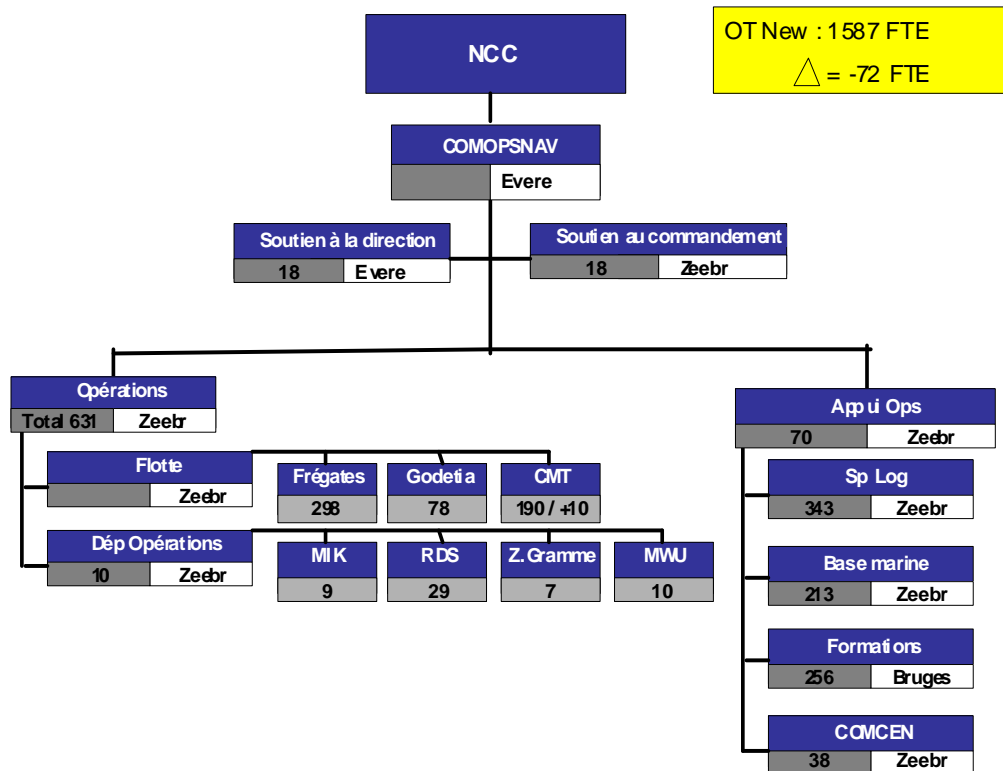 NCC
OT New : 1587 FTE
△ = -72 FTE
COMOPSNAV
Evere
Soutien à la direction
18 Evere
Soutien au commandement
18 Zeebr
Opérations
Total 631 Zeebr
Flotte
Zeebr
Frégates
298
Godetia
78
CMT
190 / +10
Dép Opérations
10 Zeebr
MIK
9
RDS
29
Z. Gramme
7
MWU
10
Appui Ops
70 Zeebr
Sp Log
343 Zeebr
Base marine
213 Zeebr
Formations
256 Bruges
COMCEN
38 Zeebr